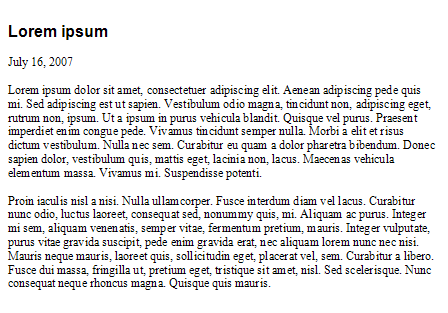 Lorem ipsum
July 16, 2007
Lorem ipsum dolor sit amet, consectetuer adipiscing elit. Aenean adipiscing pede quis
mi. Sed adipiscing est ut sapien. Vestibulum odio magna, tincidunt non, adipiscing eget,
rutrum non, ipsum. Ut a ipsum in purus vehicula blandit. Quisque vel purus. Praesent
imperdiet enim congue pede. Vivamus tincidunt semper nulla. Morbi a elit et risus
dictum vestibulum. Nulla nec sem. Curabitur eu quam a dolor pharetra bibendum. Donec
sapien dolor, vestibulum quis, mattis eget, lacinia non, lacus. Maecenas vehicula
elementum massa. Vivamus mi. Suspendisse potenti.
Proin iaculis nisl a nisi. Nulla ullamcorper. Fusce interdum diam vel lacus. Curabitur
nunc odio, luctus laoreet, consequat sed, nonummy quis, mi. Aliquam ac purus. Integer
mi sem, aliquam venenatis, semper vitae, fermentum pretium, mauris. Integer vulputate,
purus vitae gravida suscipit, pede enim gravida erat, nec aliquam lorem nunc nec nisi.
Mauris neque mauris, laoreet quis, sollicitudin eget, placerat vel, sem. Curabitur a libero.
Fusce dui massa, fringilla ut, pretium eget, tristique sit amet, nisl. Sed scelerisque. Nunc
consequat neque rhoncus magna. Quisque quis mauris.